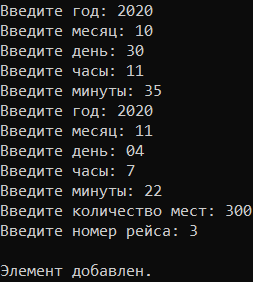 Введите год: 2020
Введите месяц: 10
Введите день: 30
Введите часы: 11
Введите минуты: 35
Введите год: 2020
Введите месяц: 11
Введите день: 04
Введите часы: 7
Введите минуты: 22
Введите количество мест: 300
Введите номер рейса: 3
Элемент добавлен.